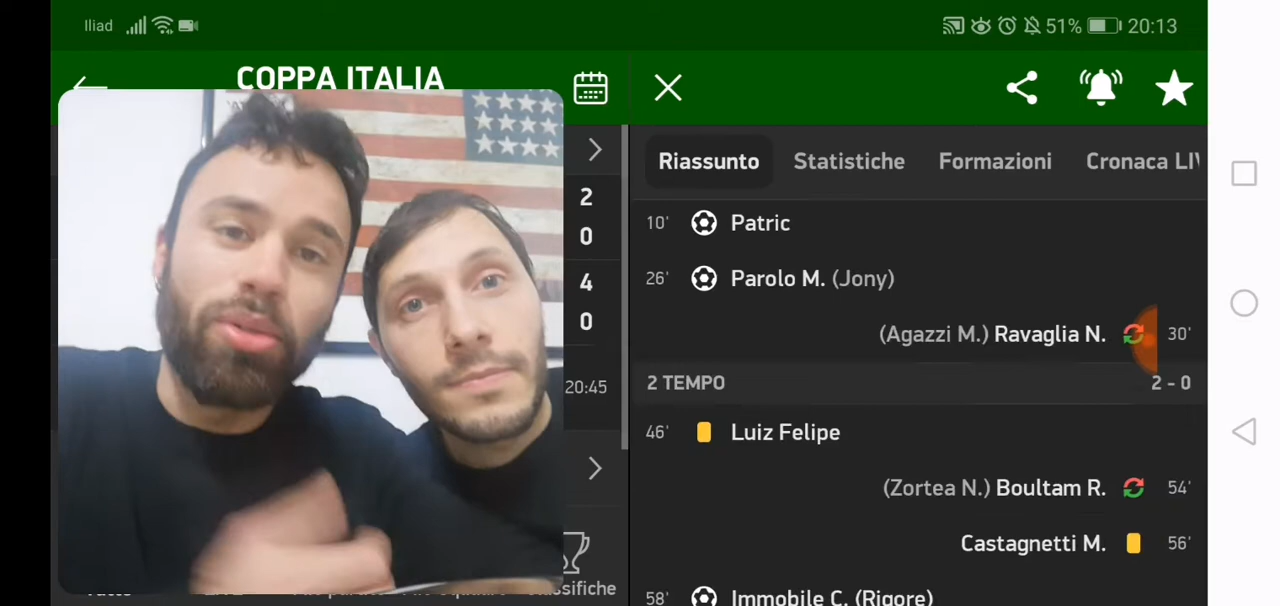 Iliad
51% 20:13
COPPA ITALIA
2
0
4
0
20:45
Riassunto Statistiche Formazioni Cronaca LIV
10' Patric
26' Parolo M. (Jony)
(Agazzi M.) Ravaglia N. 30'
2 TEMPO 2 - 0
46' Luiz Felipe
(Zortea N.) Boultam R. 54'
Castagnetti M. 56'
58' Immobile C. (Rigore)